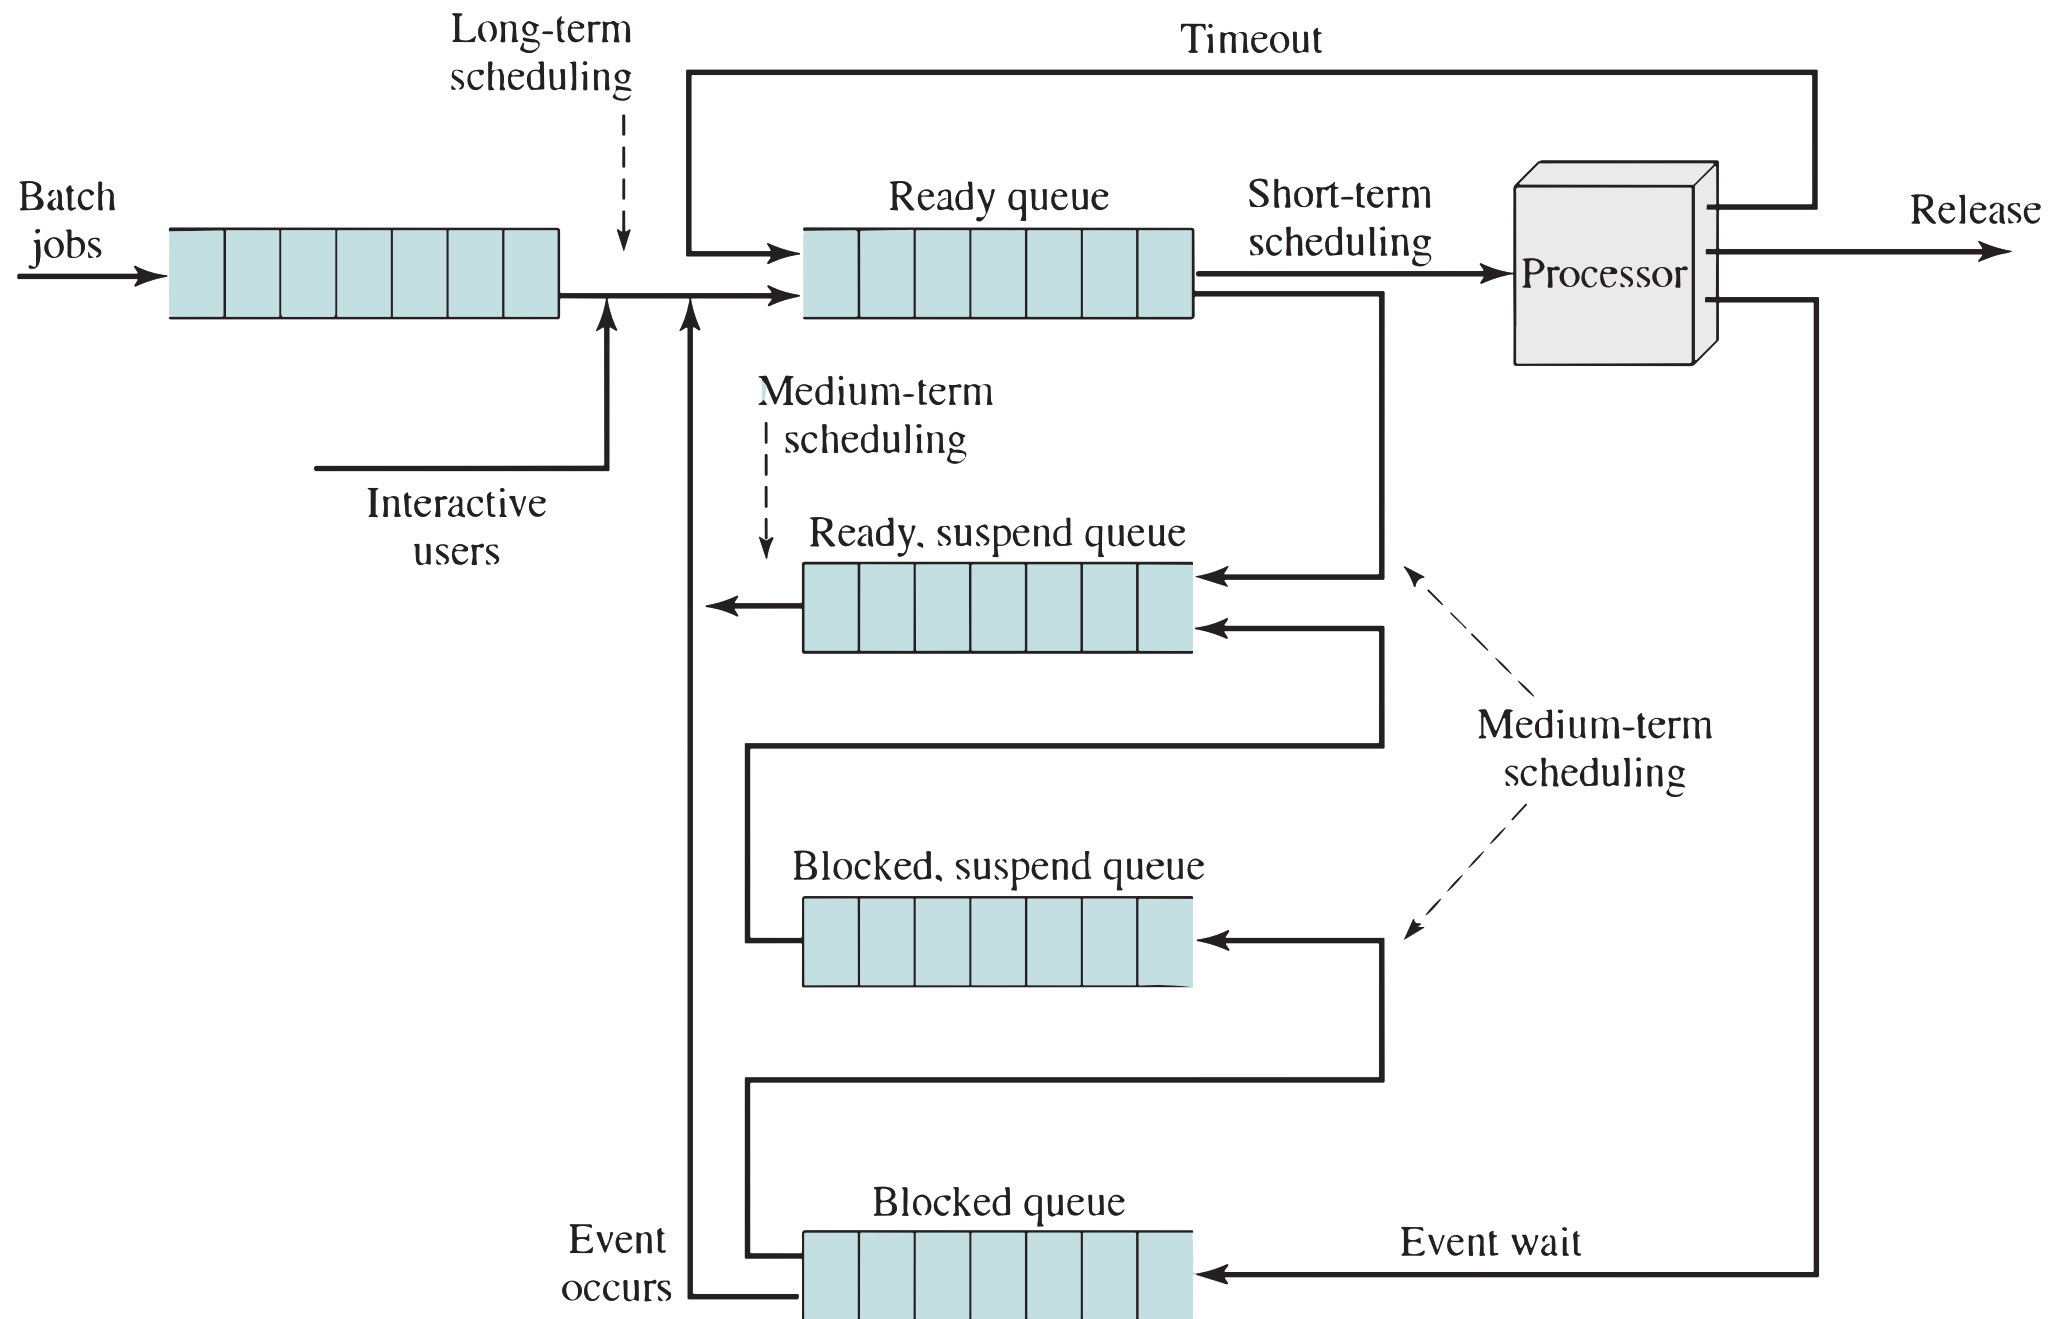 Long-term
scheduling
Timeout
Batch
jobs
Ready queue
Short-term
scheduling
Processor
Release
Medium-term
scheduling
Interactive
users
Ready, suspend queue
Medium-term
scheduling
Blocked, suspend queue
Blocked queue
Event
occurs
Event wait